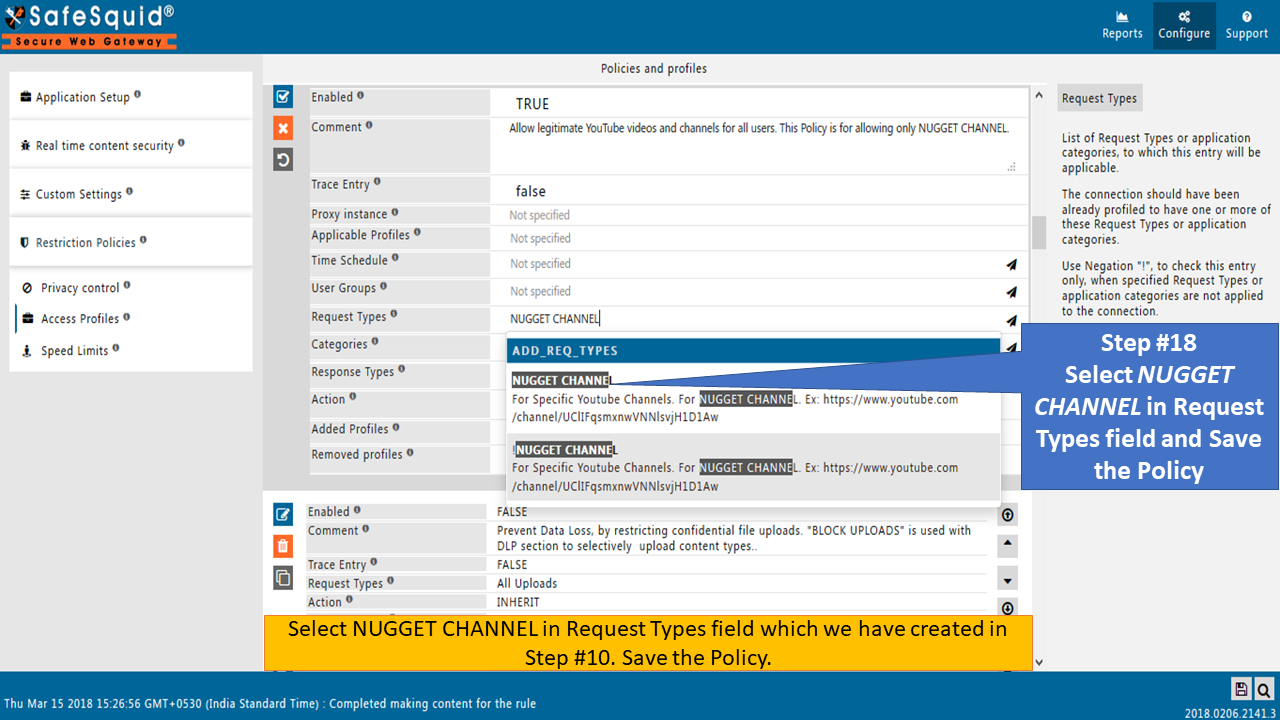 SafeSquid®
Secure Web Gateway
Reports
Configure
Support
Policies and profiles
Application Setup
Real time content security
Custom Settings
Restriction Policies
Privacy control
Access Profiles
Speed Limits
Enabled
TRUE
Comment
Allow legitimate YouTube videos and channels for all users. This Policy is for allowing only NUGGET CHANNEL.
Trace Entry
false
Proxy instance
Not specified
Applicable Profiles
Not specified
Time Schedule
Not specified
User Groups
Not specified
Request Types
NUGGET CHANNEL
Categories
Response Types
Action
Added Profiles
Removed profiles
ADD_REQ_TYPES
NUGGET CHANNEL
For Specific Youtube Channels. For NUGGET CHANNEL. Ex: https://www.youtube.com
/channel/UClIFqsmxnwVNNlsvjH1D1Aw
!NUGGET CHANNEL
For Specific Youtube Channels. For NUGGET CHANNEL. Ex: https://www.youtube.com
/channel/UClIFqsmxnwVNNlsvjH1D1Aw
Enabled
FALSE
Comment
Prevent Data Loss, by restricting confidential file uploads. "BLOCK UPLOADS" is used with
DLP section to selectively upload content types..
Trace Entry
FALSE
Request Types
All Uploads
Action
INHERIT
Request Types
List of Request Types or application
categories, to which this entry will be
applicable.
The connection should have been
already profiled to have one or more of
these Request Types or application
categories.
Use Negation "!", to check this entry
only, when specified Request Types or
application categories are not applied
to the connection.
Step #18
Select NUGGET
CHANNEL in Request
Types field and Save
the Policy
Select NUGGET CHANNEL in Request Types field which we have created in
Step #10. Save the Policy.
Thu Mar 15 2018 15:26:56 GMT+0530 (India Standard Time) : Completed making content for the rule
2018.0206.2141.3